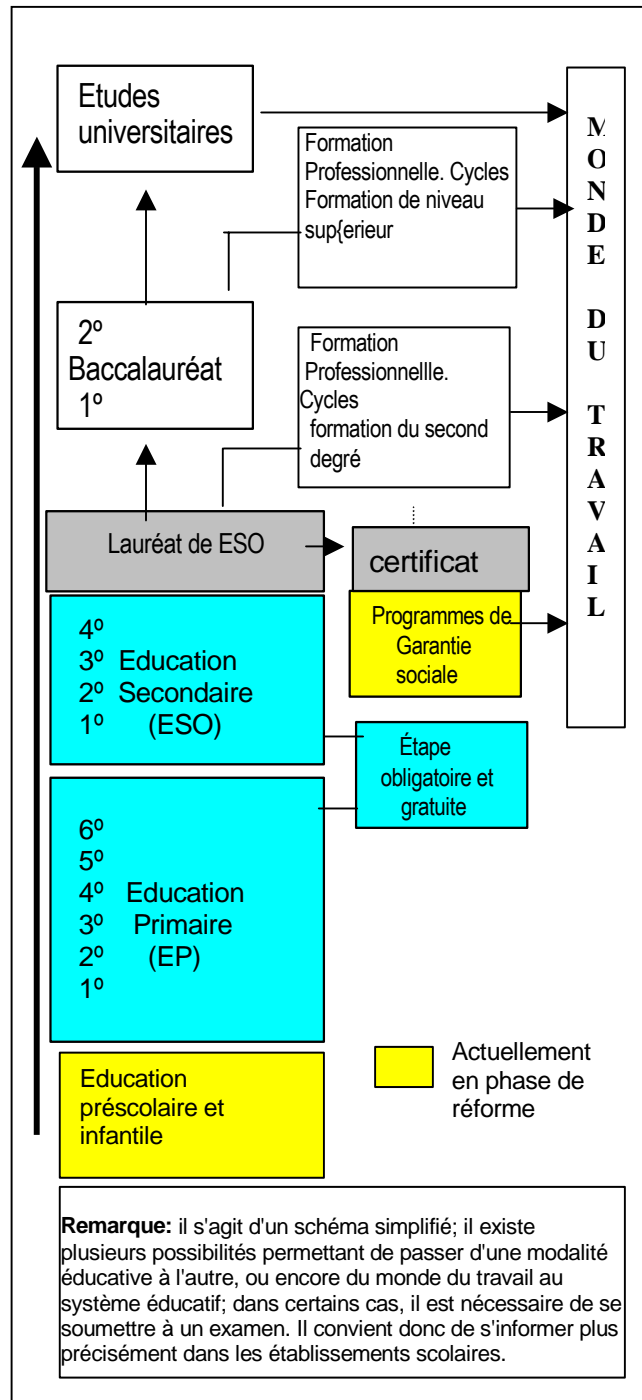 Etudes
universitaires
Formation
Professionnelle. Cycles
Formation de niveau
sup{erieur
MONDE DU TRAVAIL
2º
Baccalauréat
1º
Formation
Professionnellle.
Cycles
formation du second
degré
Lauréat de ESO
certificat
4º
3º Education
2º Secondaire
1º (ESO)
Programmes de
Garantie
sociale
Étape
obligatoire et
gratuite
6º
5º
4º Education
3º Primaire
2º (EP)
1º
Education
préscolaire et
infantile
Actuellement
en phase de
réforme
Remarque: il s'agit d'un schéma simplifié; il existe
plusieurs possibilités permettant de passer d'une modalité
éducative à l'autre, ou encore du monde du travail au
système éducatif; dans certains cas, il est nécessaire de se
soumettre à un examen. Il convient donc de s'informer plus
précisément dans les établissements scolaires.